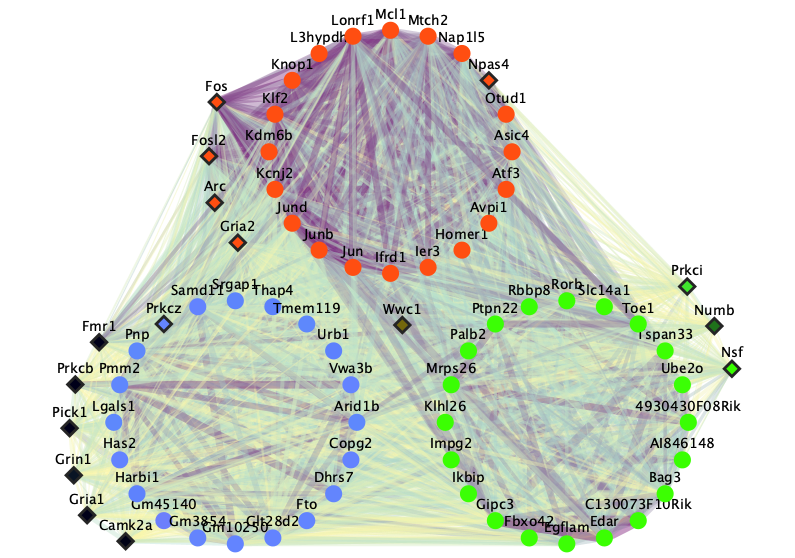 Mcl1
Lonrf1
Mtch2
L3hypdh
Nap1l5
Knop1
Npas4
Fos
Klf2
Otud1
Fosl2
Kdm6b
Asic4
Arc
Kcnj2
Atf3
Gria2
Jund
Avpi1
Junb
Homer1
Jun
Ifrd1
Ier3
Prkci
Srgap1
Samd11
Thap4
Prkcz
Tmem119
Wwc1
Rorb
Rbbp8
Slc14a1
Ptpn22
Toe1
Numb
Fmr1
Pnp
Urb1
Palb2
Tspan33
Nsf
Prkcb
Pmm2
Vwa3b
Mrps26
Ube2o
Pick1
Lgals1
Arid1b
Klhl26
4930430F08Rik
Has2
Copg2
Impg2
AI846148
Grin1
Harbi1
Dhrs7
Ikbip
Bag3
Gria1
Gm45140
Fto
Gipc3
C130073F10Rik
Camk2a
Gm3854
Gm10250
Glt28d2
Fbxo42
Egflam
Edar